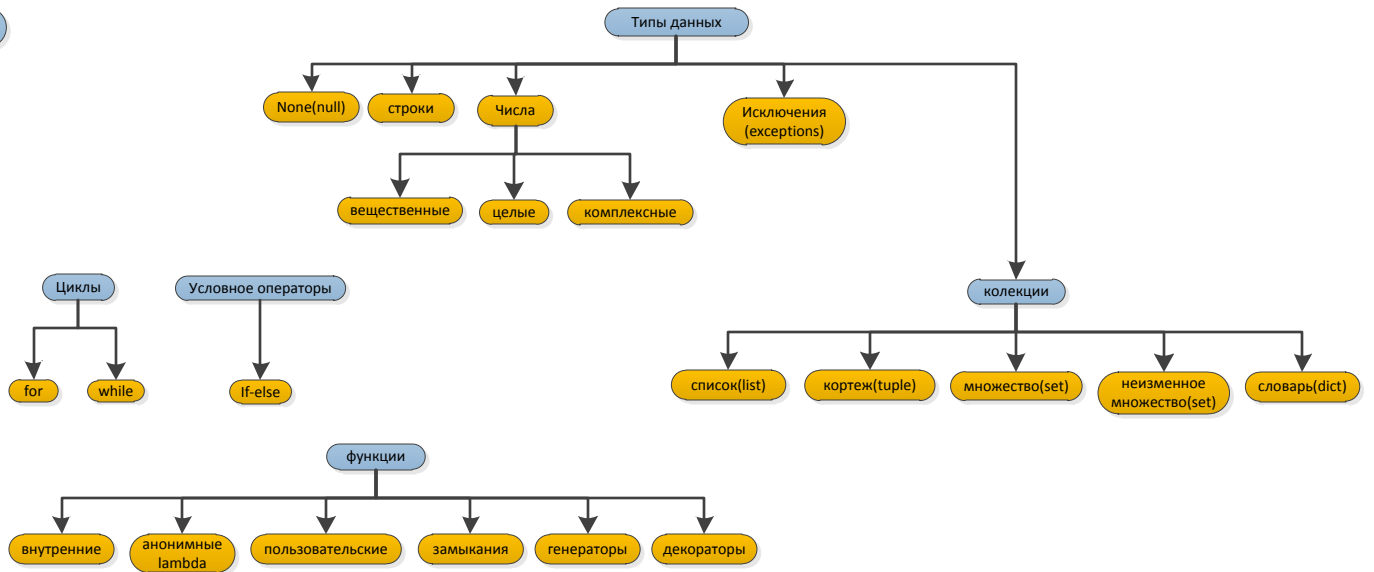 Типы данных
None(null)
строки
Числа
Исключения
(exceptions)
вещественные
целые
комплексные
Циклы
Условное операторы
колекции
for
while
If-else
список(list)
кортеж(tuple)
множество(set)
неизменное
множество(set)
словарь(dict)
функции
внутренние
анонимные
lambda
пользовательские
замыкания
генераторы
декораторы